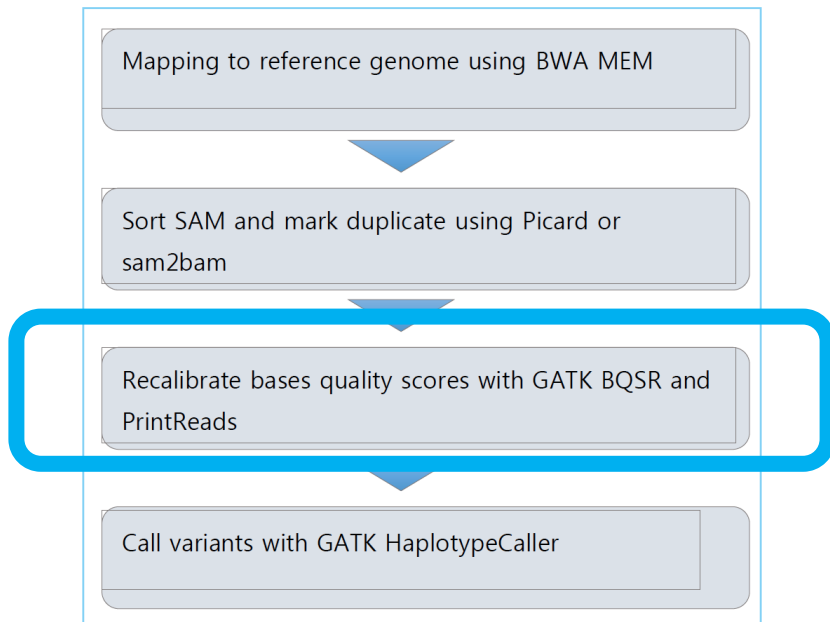 Mapping to reference genome using BWA MEM
Sort SAM and mark duplicate using Picard or
sam2bam
Recalibrate bases quality scores with GATK BQSR and
PrintReads
Call variants with GATK HaplotypeCaller